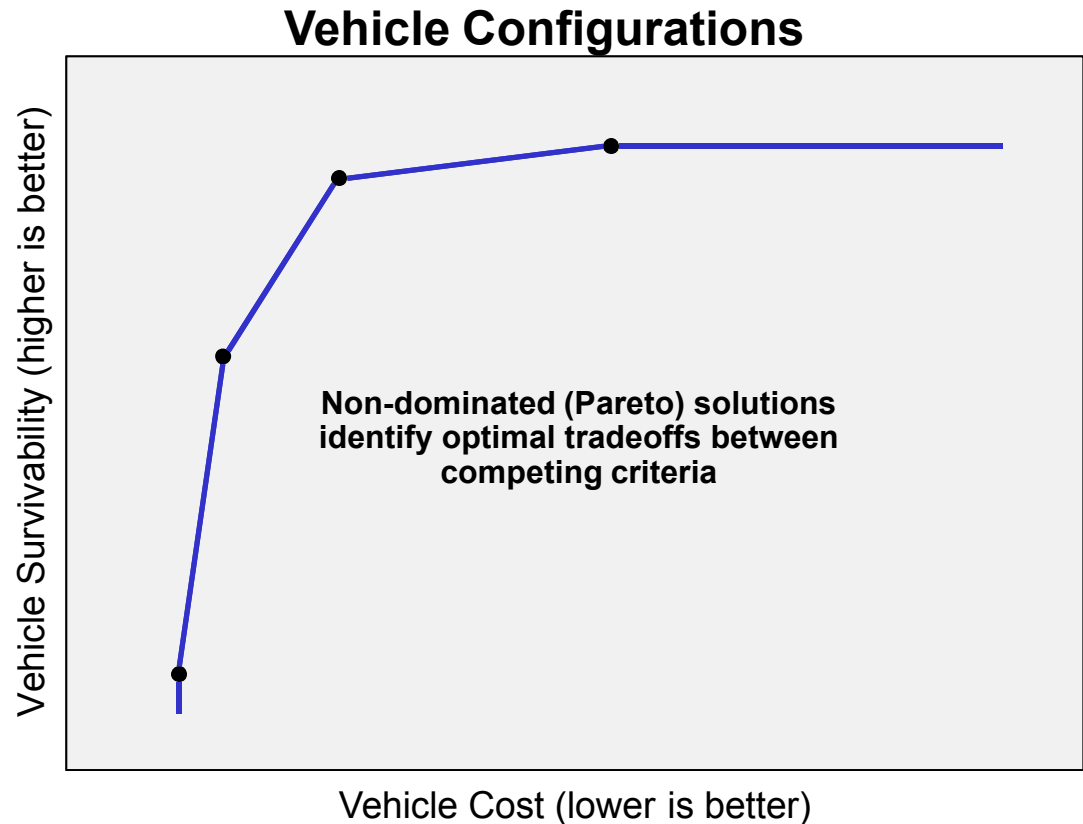 Vehicle Configurations
Vehicle Survivability (higher is better)
Non-dominated (Pareto) solutions
identify optimal tradeoffs between
competing criteria
Vehicle Cost (lower is better)